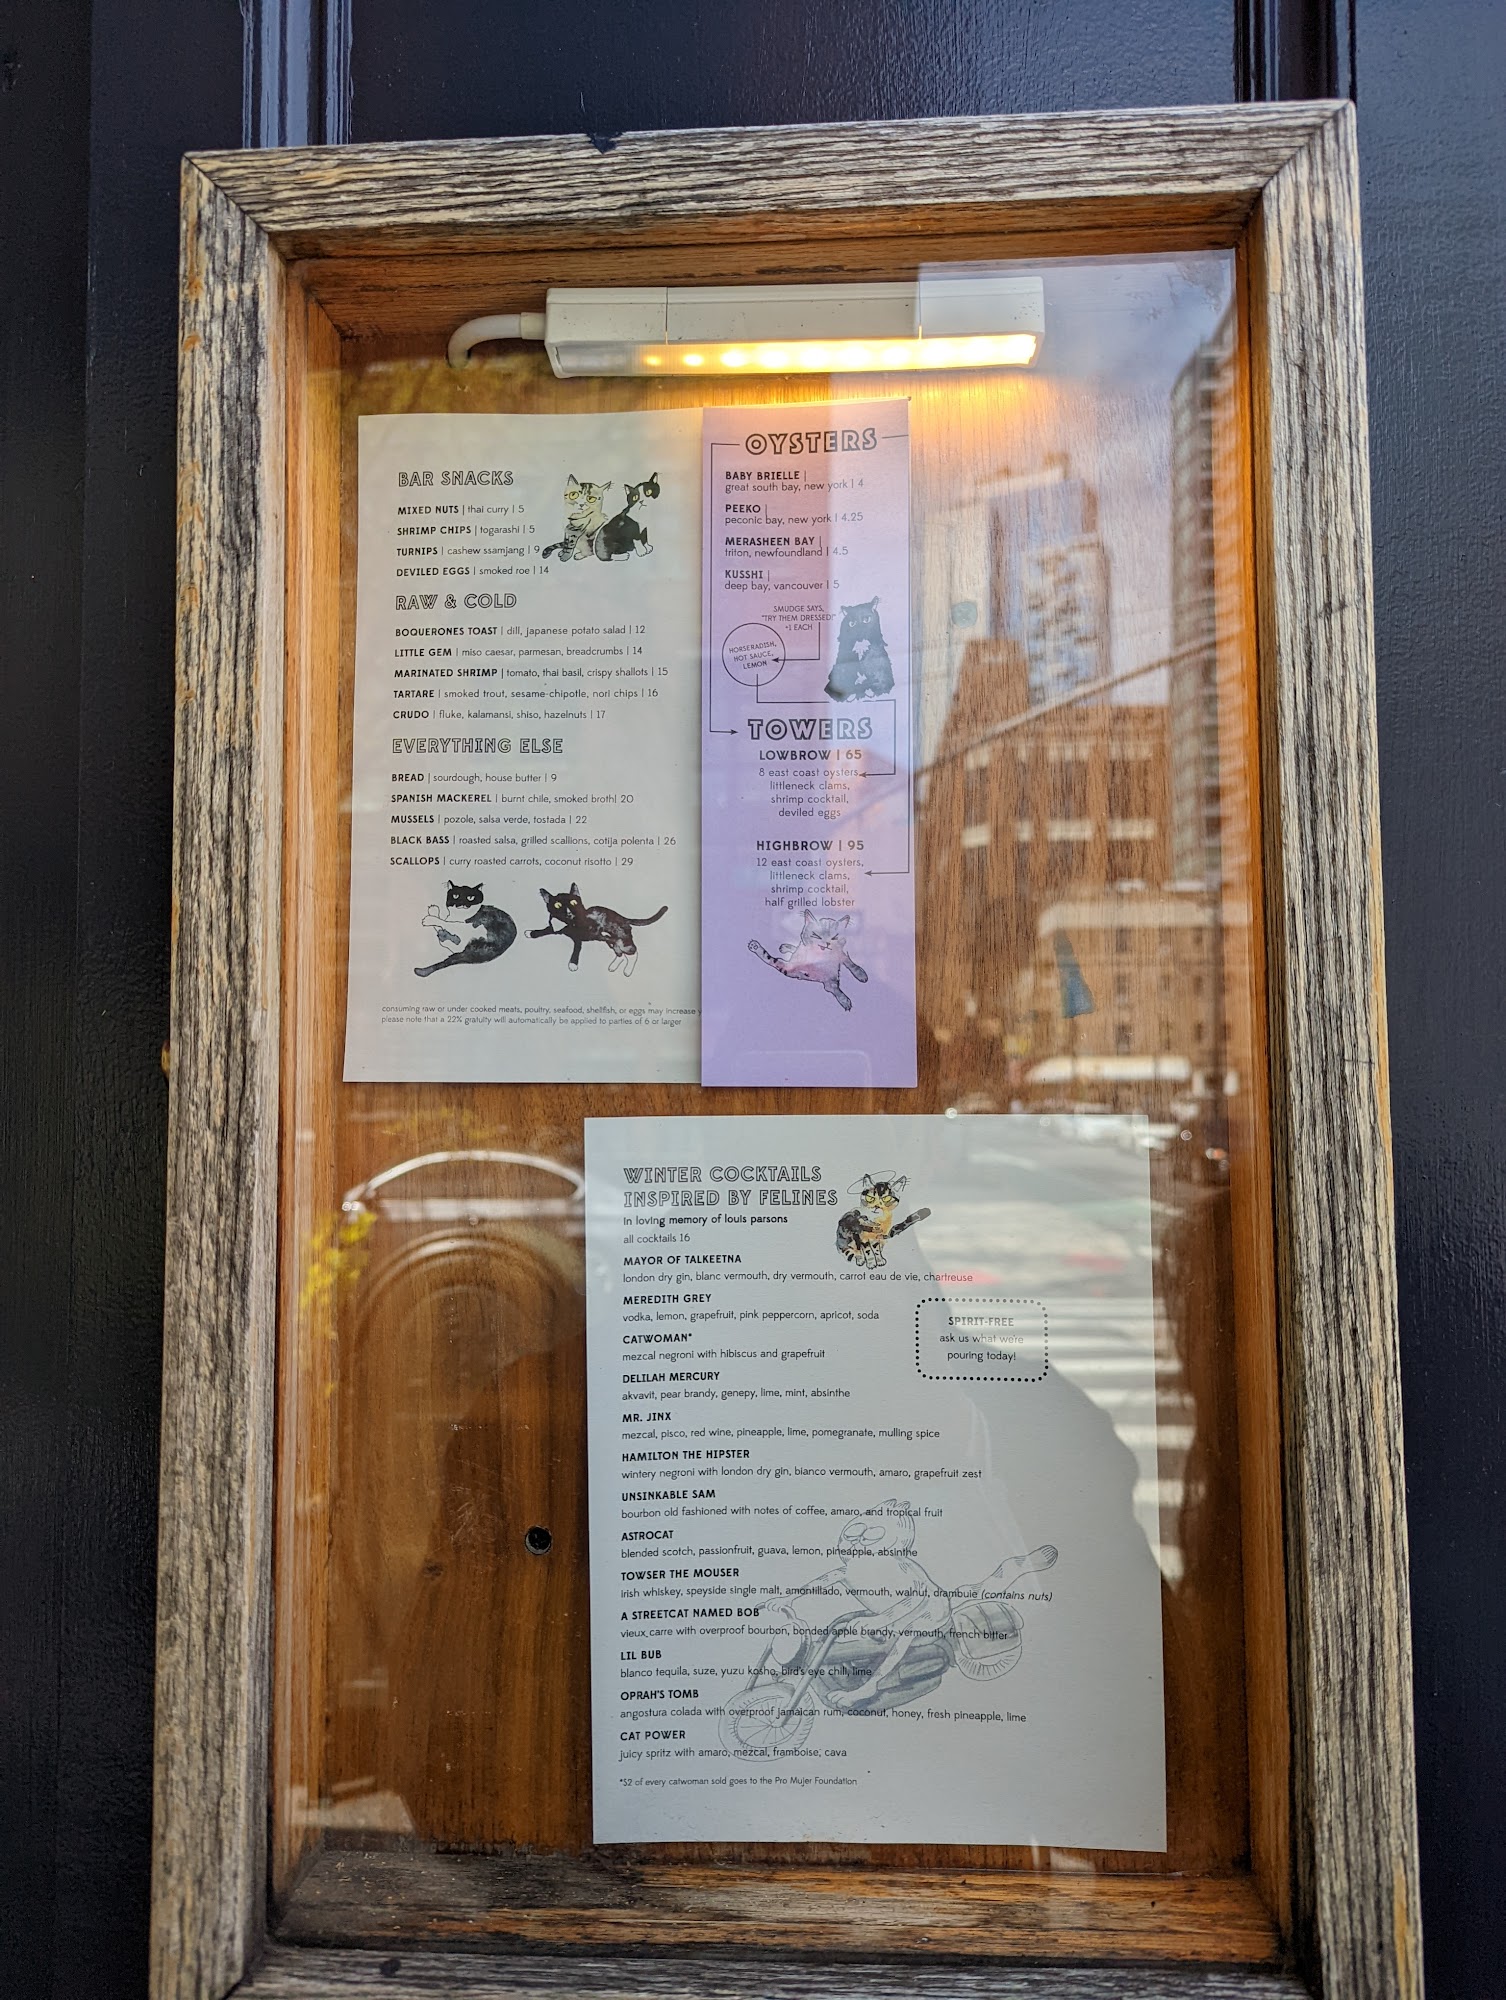 BAR SNACKS
MIXED NUTS | thai curry | 5
SHRIMP CHIPS | togarashi | 5
TURNIPS | cashew ssamjang | 9
DEVILED EGGS | smoked roe | 14
RAW & COLD
BOQUERONES TOAST | dill, japanese potato salad | 12
LITTLE GEM | miso caesar, parmesan, breadcrumbs | 14
MARINATED SHRIMP | tomato, thai basil, crispy shallots | 15
TARTARE | smoked trout, sesame-chipotle, nori chips | 16
CRUDO | fluke, kalamansi, shiso, hazelnuts | 17
EVERYTHING ELSE
BREAD | sourdough, house butter | 9
SPANISH MACKEREL | burnt chile, smoked broth| 20
MUSSELS | pozole, salsa verde, tostada | 22
BLACK BASS | roasted salsa, grilled scallions, cotija polenta | 26
SCALLOPS | curry roasted carrots, coconut risotto | 29
consuming raw or under cooked meats, poultry, seafood, shellfish, or eggs may increase y
please note that a 22% gratuity will automatically be applied to parties of 6 or larger
OYSTERS
BABY BRIELLE |
great south bay, new york | 4
PEEKO |
peconic bay, new york | 4.25
MERASHEEN BAY |
triton, newfoundland | 4.5
KUSSHI |
deep bay, vancouver | 5
SMUDGE SAYS,
"TRY THEM DRESSED!"
+1 EACH
HORSERADISH,
HOT SAUCE,
LEMON
TOWERS
LOWBROW | 65
8 east coast oysters,
littleneck clams,
shrimp cocktail,
deviled eggs
HIGHBROW | 95
12 east coast oysters,
littleneck clams,
shrimp cocktail,
half grilled lobster
WINTER COCKTAILS
INSPIRED BY FELINES
In loving memory of louis parsons
all cocktails 16
MAYOR OF TALKEETNA
london dry gin, blanc vermouth, dry vermouth, carrot eau de vie, chartreuse
MEREDITH GREY
vodka, lemon, grapefruit, pink peppercorn, apricot, soda
CATWOMAN*
mezcal negroni with hibiscus and grapefruit
DELILAH MERCURY
akvavit, pear brandy, genepy, lime, mint, absinthe
MR. JINX
mezcal, pisco, red wine, pineapple, lime, pomegranate, mulling spice
HAMILTON THE HIPSTER
wintery negroni with london dry gin, bianco vermouth, amaro, grapefruit zest
UNSINKABLE SAM
bourbon old fashioned with notes of coffee, amaro, and tropical fruit
ASTROCAT
blended scotch, passionfruit, guava, lemon, pineapple, absinthe
TOWSER THE MOUSER
irish whiskey, speyside single malt, amontillado, vermouth, walnut, drambuie (contains nuts)
A STREETCAT NAMED BOB
vieux carre with overproof bourbon, bonded apple brandy, vermouth, french bitter
LIL BUB
blanco tequila, suze, yuzu kosho, bird's eye chili, lime
OPRAH'S TOMB
angostura colada with overproof jamaican rum, coconut, honey, fresh pineapple, lime
CAT POWER
juicy spritz with amaro, mezcal, framboise, cava
*$2 of every catwoman sold goes to the Pro Mujer Foundation
SPIRIT-FREE
ask us what we're
pouring today!